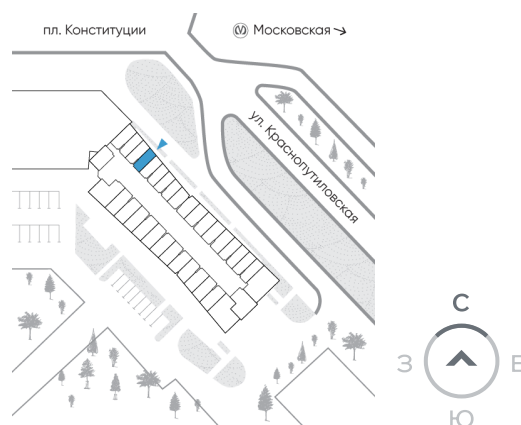 пл. Конституции
Московская
ул. Краснопутиловская
С
З
В
Ю